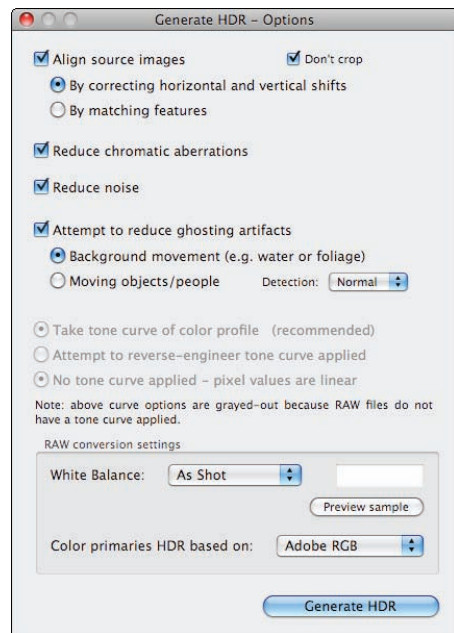 Generate HDR – Options
Align source images Don't crop
By correcting horizontal and vertical shifts
By matching features
Reduce chromatic aberrations
Reduce noise
Attempt to reduce ghosting artifacts
Background movement (e.g. water or foliage)
Moving objects/people Detection: Normal
Take tone curve of color profile (recommended)
Attempt to reverse-engineer tone curve applied
No tone curve applied - pixel values are linear
Note: above curve options are grayed-out because RAW files do not
have a tone curve applied.
RAW conversion settings
White Balance: As Shot
Preview sample
Color primaries HDR based on: Adobe RGB
Generate HDR